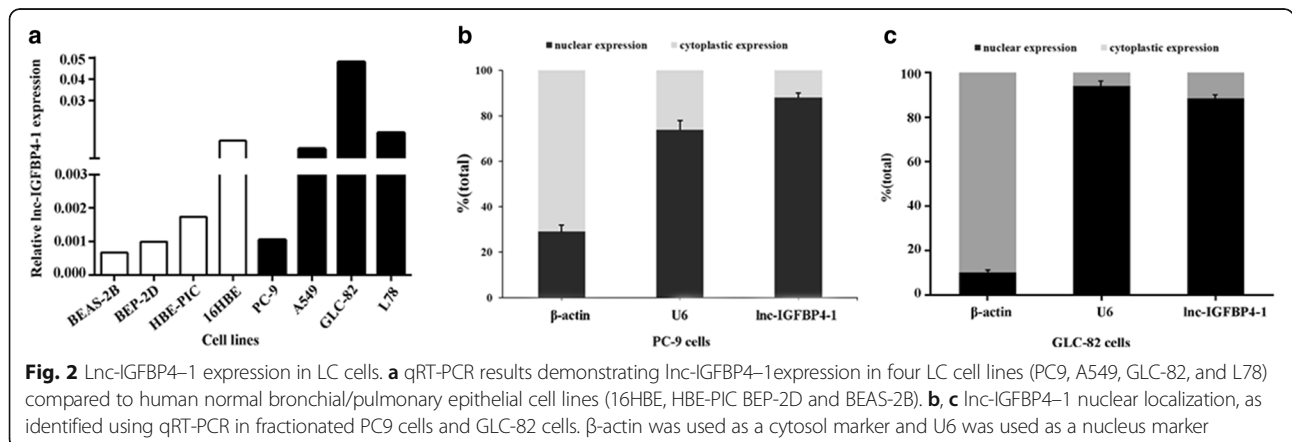 a
Relative lnc-IGFBP4-1 expression
0.05
0.04
0.03
0.003
0.002
0.001
0.000
BEAS-2B
BEP-2D
HBE-PIC
16HBE
PC-9
A549
GLC-82
L78
Cell lines
b
nuclear expression
cytoplastic expression
%(total)
100
80
60
40
20
0
β-actin
U6
lnc-IGFBP4-1
PC-9 cells
c
nuclear expression
cytoplastic expression
%(total)
100
80
60
40
20
0
β-actin
U6
lnc-IGFBP4-1
GLC-82 cells
Fig. 2 Lnc-IGFBP4–1 expression in LC cells. a qRT-PCR results demonstrating lnc-IGFBP4–1expression in four LC cell lines (PC9, A549, GLC-82, and L78)
compared to human normal bronchial/pulmonary epithelial cell lines (16HBE, HBE-PIC BEP-2D and BEAS-2B). b, c lnc-IGFBP4–1 nuclear localization, as
identified using qRT-PCR in fractionated PC9 cells and GLC-82 cells. β-actin was used as a cytosol marker and U6 was used as a nucleus marker